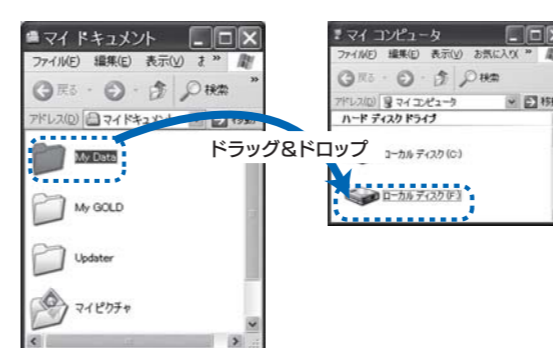 マイ ドキュメント
ファイル(F) 編集(E) 表示(V) お »
戻る
検索
»
アドレス(D) マイ ドキュメント
My Data
My GOLD
Updater
マイ ピクチャ
ドラッグ&ドロップ
マイ コンピュータ
ファイル(F) 編集(E) 表示(V) お気に入り( »
戻る
検索
アドレス(D) マイ コンピュータ
移動
ハード ディスク ドライブ
ーカル ディスク (C:)
ローカル ディスク (F:)